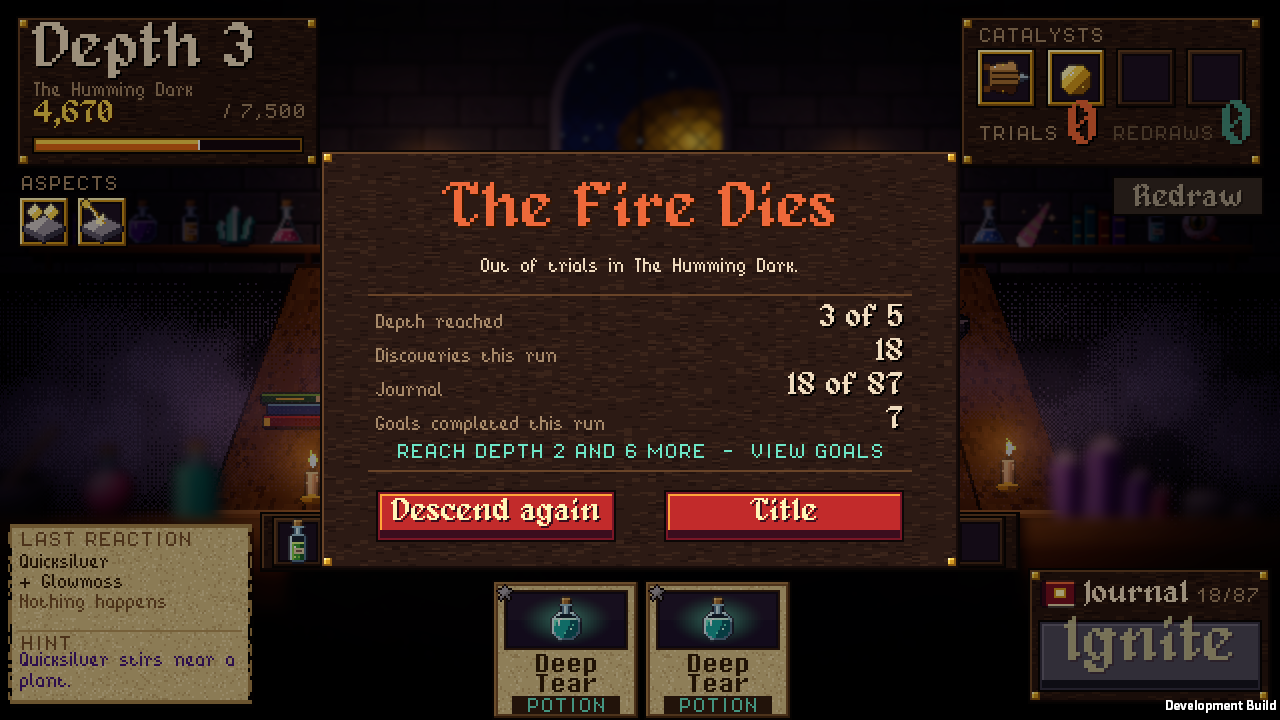 Depth 3
The Humming Dark
4,670 / 7,500
ASPECTS
CATALYSTS
TRIALS 0 REDRAWS 0
Redraw
The Fire Dies
Out of trials in The Humming Dark.
Depth reached 3 of 5
Discoveries this run 18
Journal 18 of 87
Goals completed this run 7
REACH DEPTH 2 AND 6 MORE - VIEW GOALS
Descend again
Title
LAST REACTION
Quicksilver
+ Glowmoss
Nothing happens
HINT
Quicksilver stirs near a
plant.
Deep
Tear
POTION
Deep
Tear
POTION
Journal 18/87
Ignite
Development Build